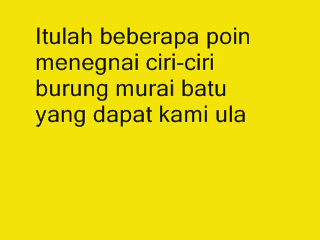 Itulah beberapa poin
menegnai ciri-ciri
burung murai batu
yang dapat kami ula